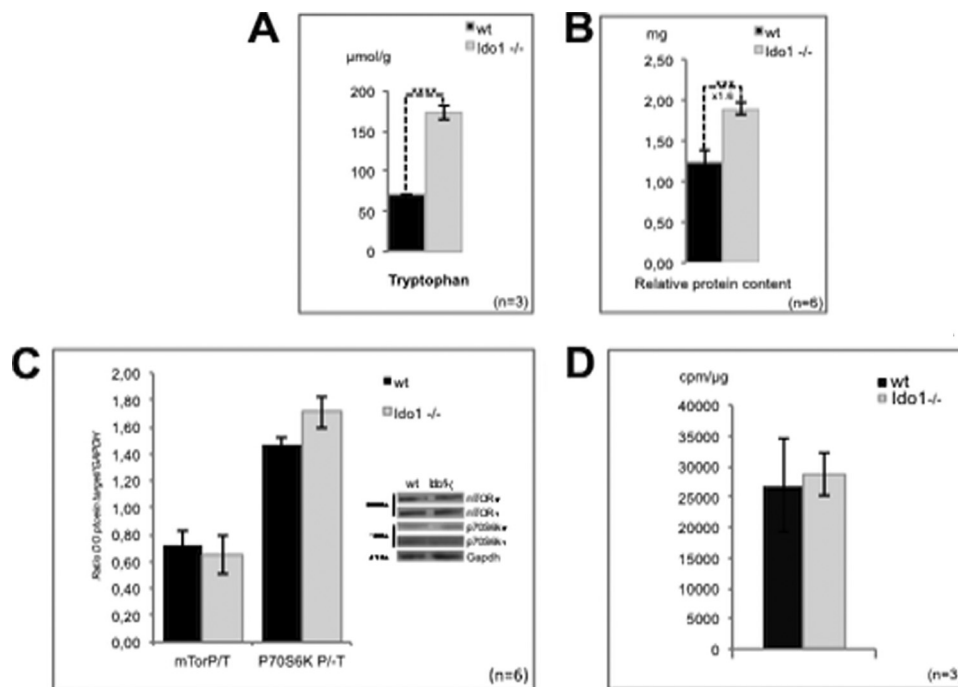 A
wt
Ido1 -/-
µmol/g
200
150
100
50
0
Tryptophan
(n=3)
B
wt
Ido1 -/-
mg
2,50
2,00
1,50
1,00
0,50
0,00
x1.6
Relative protein content
(n=6)
C
2,00
1,80
1,60
1,40
1,20
1,00
0,80
0,60
0,40
0,20
0,00
wt
Ido1 -/-
mTorP/T
P70S6K P/-T
wt
Gapdh
(n=6)
D
cpm/µg
wt
Ido1-/-
40000
35000
30000
25000
20000
15000
10000
5000
0
(n=3